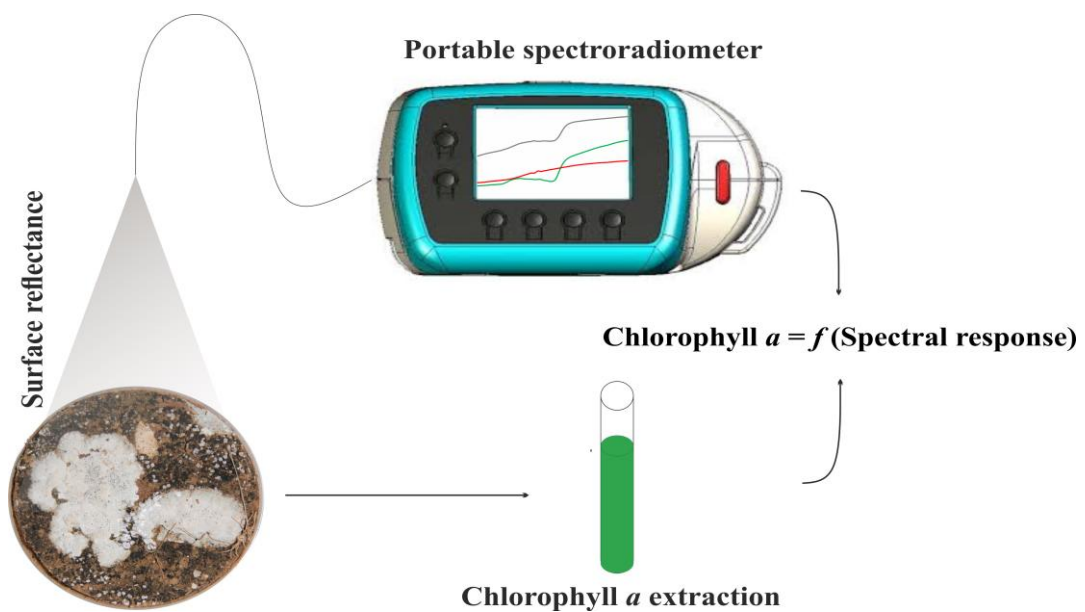 Portable spectroradiometer
Surface reflectance
Chlorophyll a = f (Spectral response)
Chlorophyll a extraction